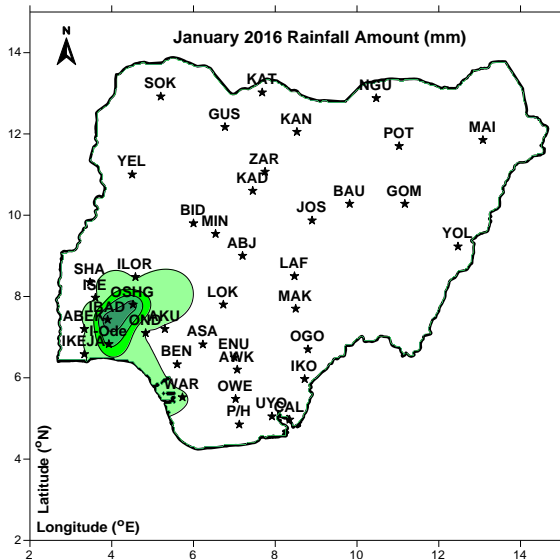 January 2016 Rainfall Amount (mm)
N
SOK
KAT
NGU
GUS
KAN
POT
MAI
YEL
ZAR
KAD
BAU
GOM
BID
MIN
JOS
YOL
ABJ
SHA
ILOR
LAF
ISE
OSHG
LOK
MAK
IBAD
ABEK
I-Ode
OND
AKU
ASA
IKEJA
BEN
ENU
AWK
OGO
IKO
WAR
OWE
P/H
UYO
CAL
14
12
10
8
6
4
2
Latitude (°N)
Longitude (°E)
2 4 6 8 10 12 14